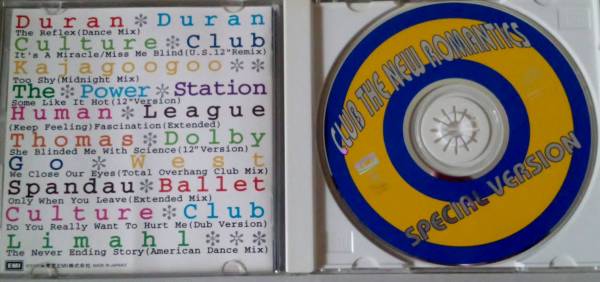 Duran※Duran
The Reflex(Dance Mix)
Culture※Club
It's A Miracle/Miss Me Blind(U.S.12"Remix)
Kajagoogoo※※
Too Shy(Midnight Mix)
The※Power※Station
Some Like It Hot(12"Version)
Human※League
(Keep Feeling)Fascination(Extended)
Thomas※Dolby
She Blinded Me With Science(12"Version)
Go※West
We Close Our Eyes(Total Overhang Club Mix)
Spandau※Ballet
Only When You Leave(Extended Mix)
Culture※Club
Do You Really Want To Hurt Me(Dub Version)
Limahl※※※
The Never Ending Story(American Dance Mix)
EMI
CLUB THE NEW ROMANTICS
SPECIAL VERSION